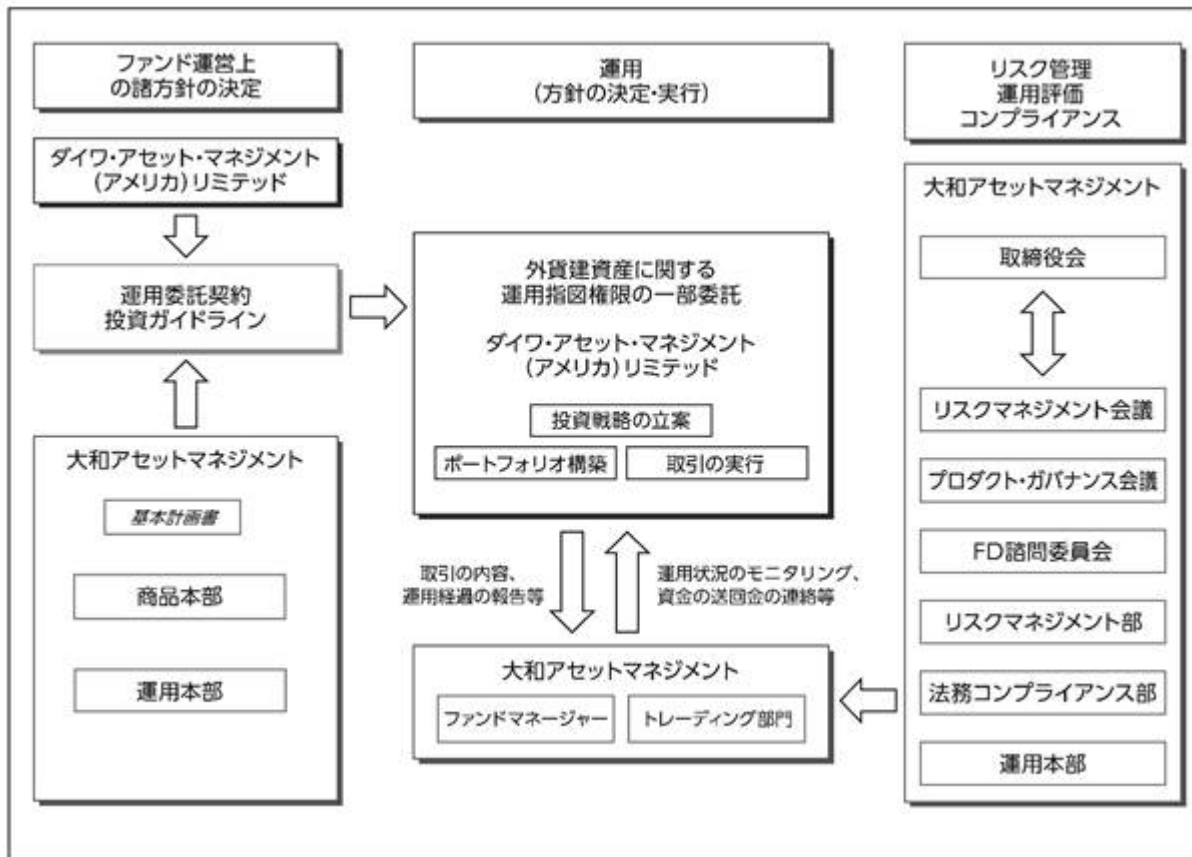 ファンド運営上
の諸方針の決定
ダイワ・アセット・マネジメント
(アメリカ)リミテッド
運用委託契約
投資ガイドライン
大和アセットマネジメント
基本計画書
商品本部
運用本部
運用
(方針の決定・実行)
外貨建資産に関する
運用指図権限の一部委託
ダイワ・アセット・マネジメント
(アメリカ)リミテッド
投資戦略の立案
ポートフォリオ構築
取引の実行
取引の内容、
運用経過の報告等
運用状況のモニタリング、
資金の送回金の連絡等
大和アセットマネジメント
ファンドマネージャー
トレーディング部門
リスク管理
運用評価
コンプライアンス
大和アセットマネジメント
取締役会
リスクマネジメント会議
プロダクト・ガバナンス会議
FD諮問委員会
リスクマネジメント部
法務コンプライアンス部
運用本部